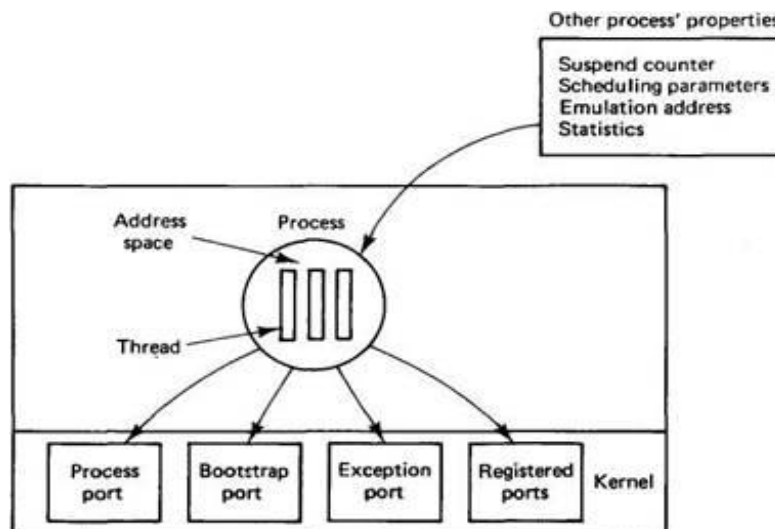 Other process' properties
Suspend counter
Scheduling parameters
Emulation address
Statistics
Address
space
Process
Thread
Process
port
Bootstrap
port
Exception
port
Registered
ports
Kernel